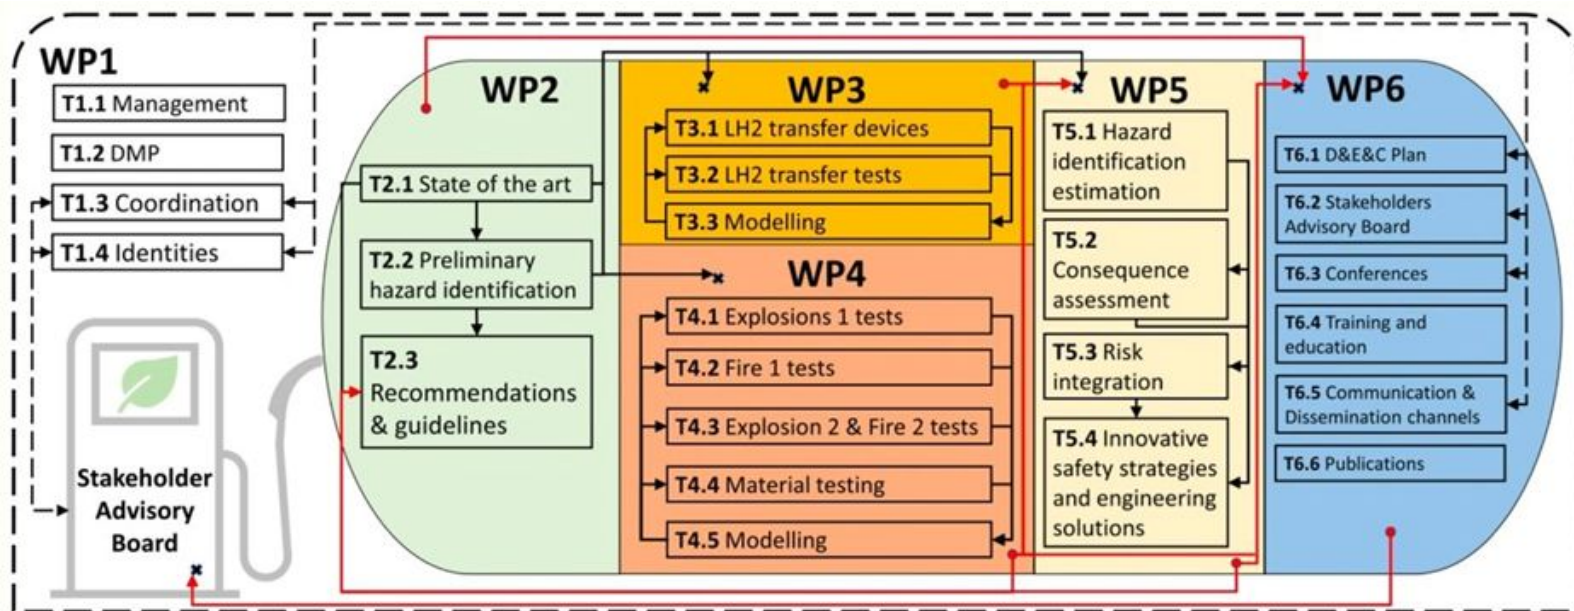 WP1
T1.1 Management
T1.2 DMP
T1.3 Coordination
T1.4 Identities
Stakeholder
Advisory
Board
WP2
T2.1 State of the art
T2.2 Preliminary
hazard identification
T2.3
Recommendations
& guidelines
WP3
T3.1 LH2 transfer devices
T3.2 LH2 transfer tests
T3.3 Modelling
WP4
T4.1 Explosions 1 tests
T4.2 Fire 1 tests
T4.3 Explosion 2 & Fire 2 tests
T4.4 Material testing
T4.5 Modelling
WP5
T5.1 Hazard
identification
estimation
T5.2
Consequence
assessment
T5.3 Risk
integration
T5.4 Innovative
safety strategies
and engineering
solutions
WP6
T6.1 D&E&C Plan
T6.2 Stakeholders
Advisory Board
T6.3 Conferences
T6.4 Training and
education
T6.5 Communication &
Dissemination channels
T6.6 Publications